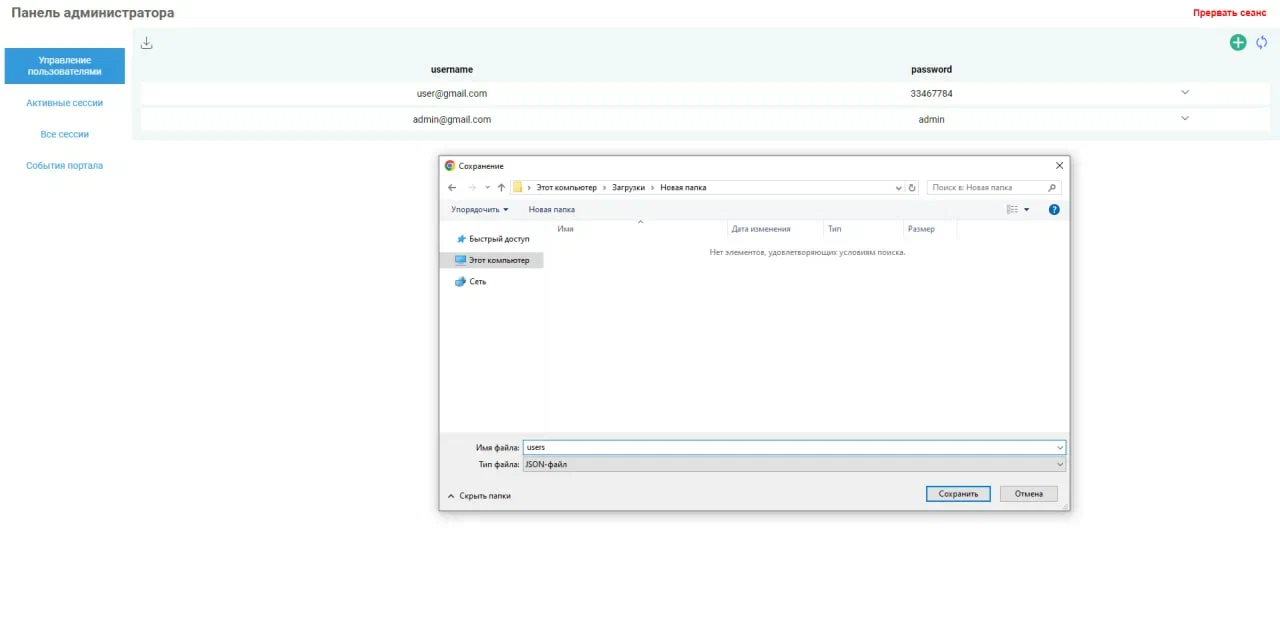 Панель администратора
Прервать сеанс
Управление
пользователями
Активные сессии
Все сессии
События портала
username password
user@gmail.com 33467784
admin@gmail.com admin
Сохранение
Этот компьютер › Загрузки › Новая папка
Поиск в: Новая папка
Упорядочить Новая папка
Имя Дата изменения Тип Размер
Быстрый доступ
Нет элементов, удовлетворяющих условиям поиска.
Этот компьютер
Сеть
Имя файла: users
Тип файла: JSON-файл
Скрыть папки
Сохранить Отмена